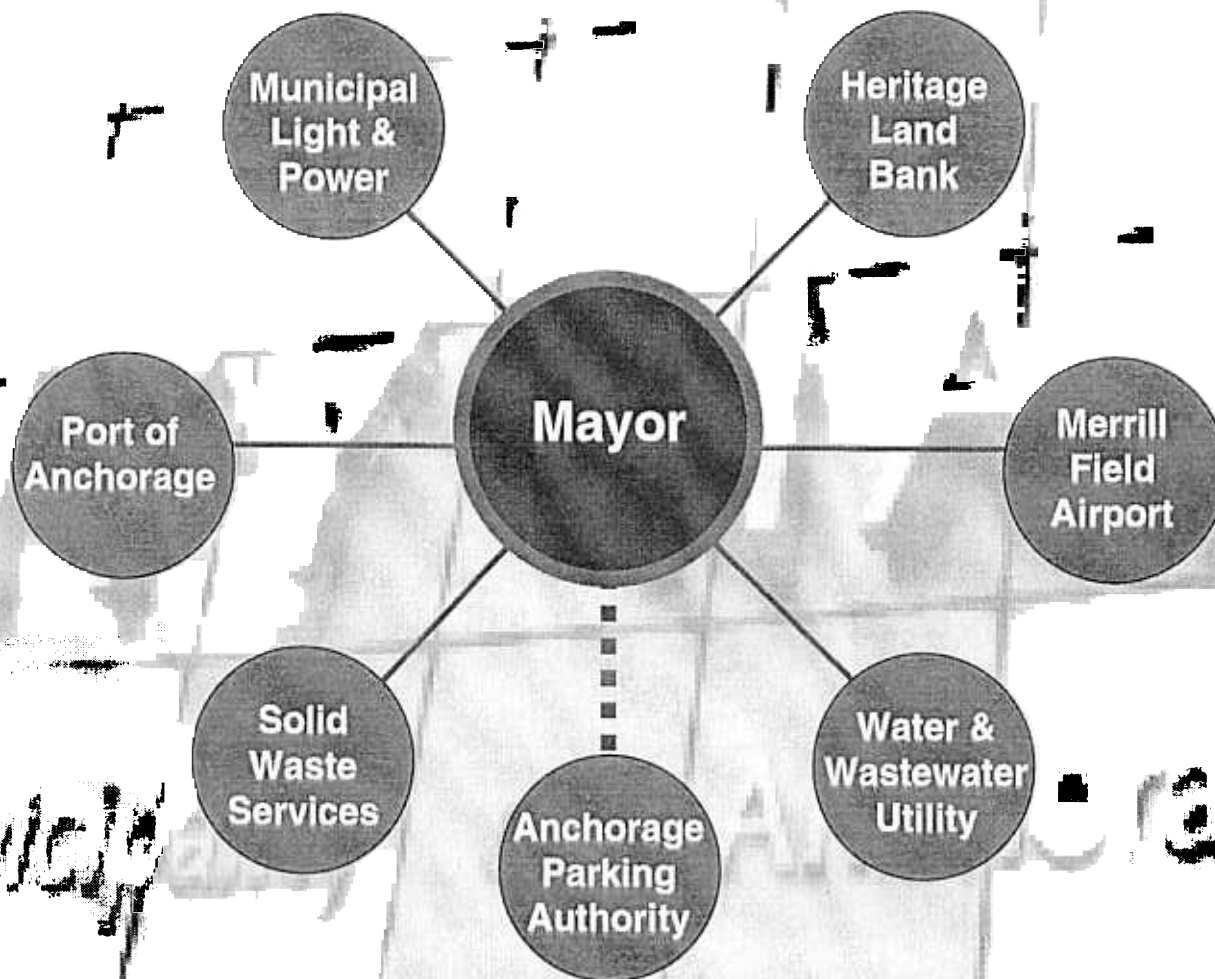 Municipal
Light &
Power
Heritage
Land
Bank
Mayor
Port of
Anchorage
Merrill
Field
Airport
Solid
Waste
Services
Water &
Wastewater
Utility
Anchorage
Parking
Authority